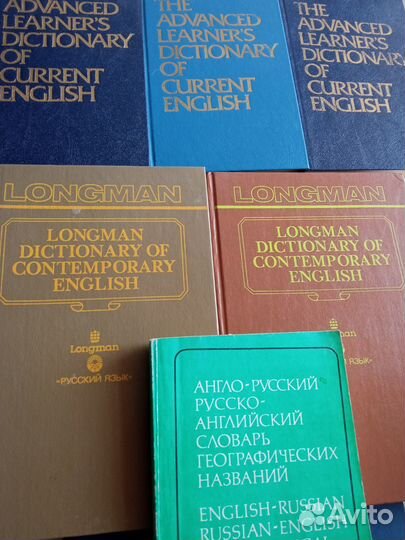 ADVANCED
LEARNER'S
DICTIONARY
OF
CURRENT
ENGLISH
THE
ADVANCED
LEARNER'S
DICTIONARY
OF
CURRENT
ENGLISH
THE
ADVANCED
LEARNER'S
DICTIONARY
OF
CURRENT
ENGLISH
LONGMAN
LONGMAN
DICTIONARY OF
CONTEMPORARY
ENGLISH
Longman
«РУССКИЙ ЯЗЫК»
LONGMAN
LONGMAN
DICTIONARY OF
CONTEMPORARY
ENGLISH
Longman
ЯЗЫК»
АНГЛО-РУССКИЙ
РУССКО-
АНГЛИЙСКИЙ
СЛОВАРЬ
ГЕОГРАФИЧЕСКИХ
НАЗВАНИЙ
ENGLISH-RUSSIAN
RUSSIAN-ENGLISH
Avito